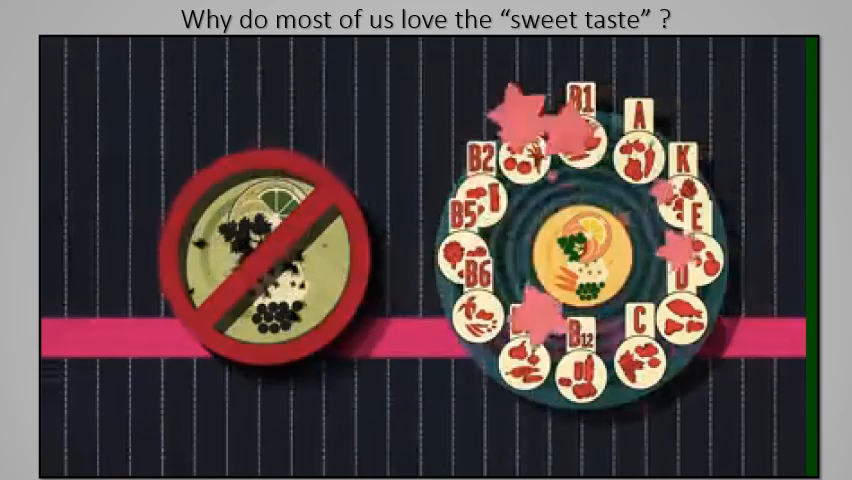 Why do most of us love the “sweet taste” ?
B1
A
B2
K
B5
E
B6
D
C
B12